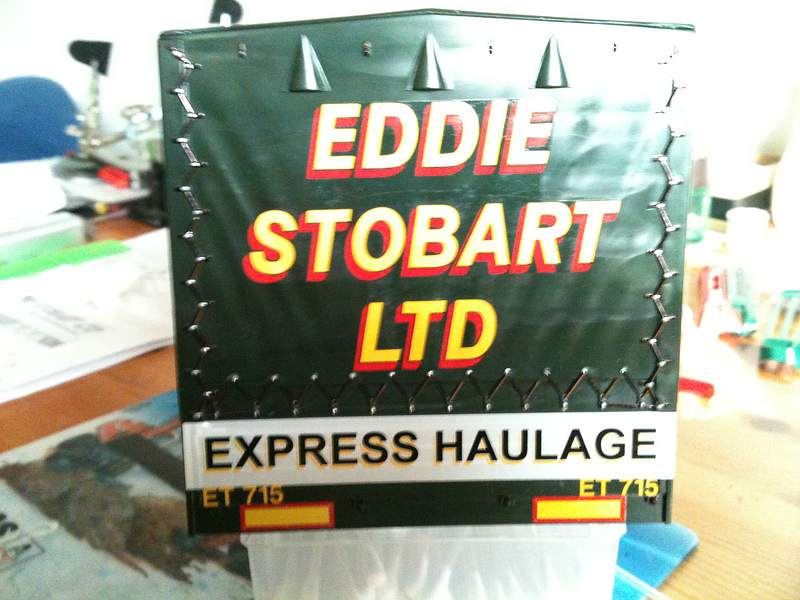 EDDIE
STOBART
LTD
EXPRESS HAULAGE
ET 715 ET 715